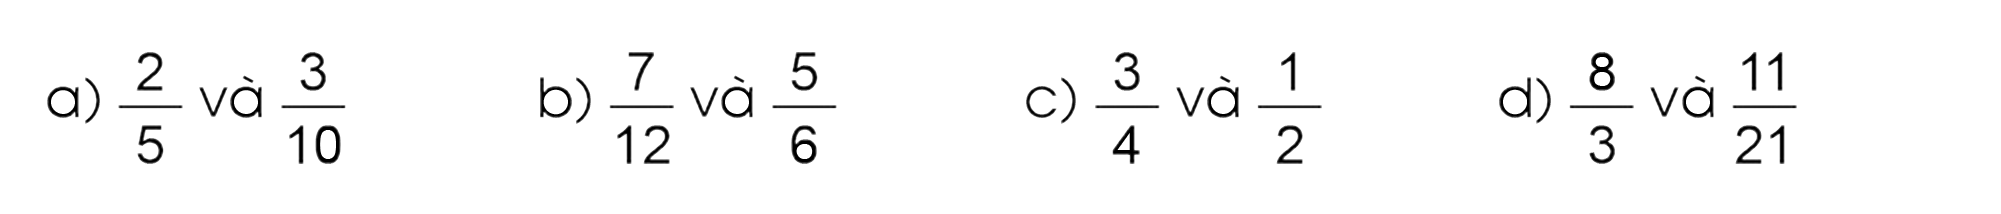 a) 2/5 và 3/10 b) 7/12 và 5/6 c) 3/4 và 1/2 d) 8/3 và 11/21